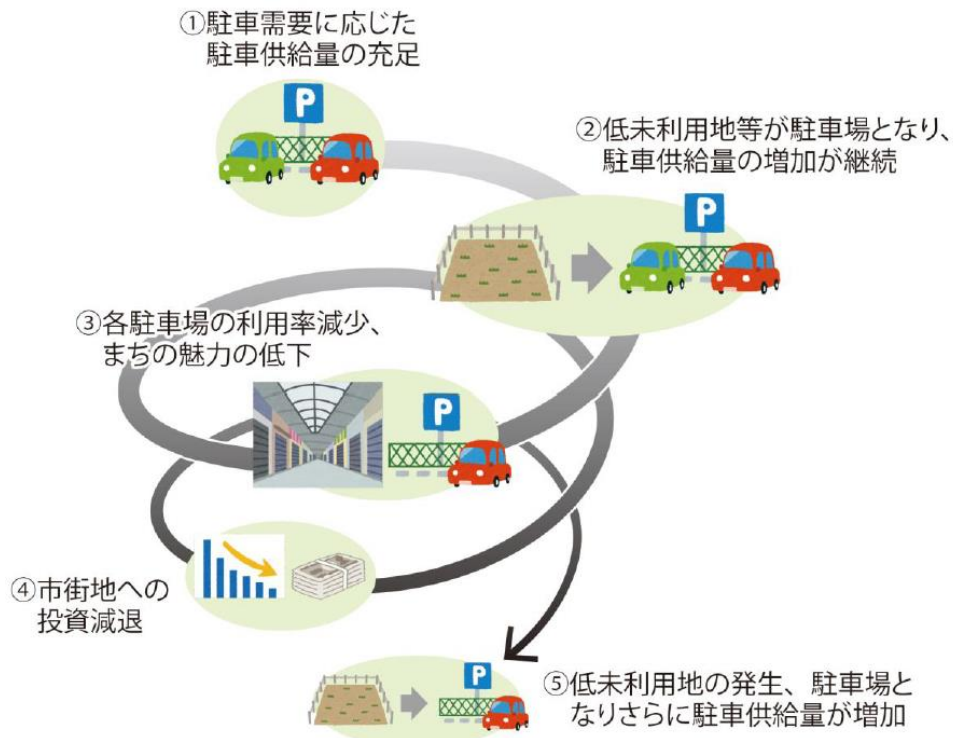 ①駐車需要に応じた
駐車供給量の充足
P
②低未利用地等が駐車場となり、
駐車供給量の増加が継続
P
③各駐車場の利用率減少、
まちの魅力の低下
P
④市街地への
投資減退
P
⑤低未利用地の発生、駐車場と
なりさらに駐車供給量が増加